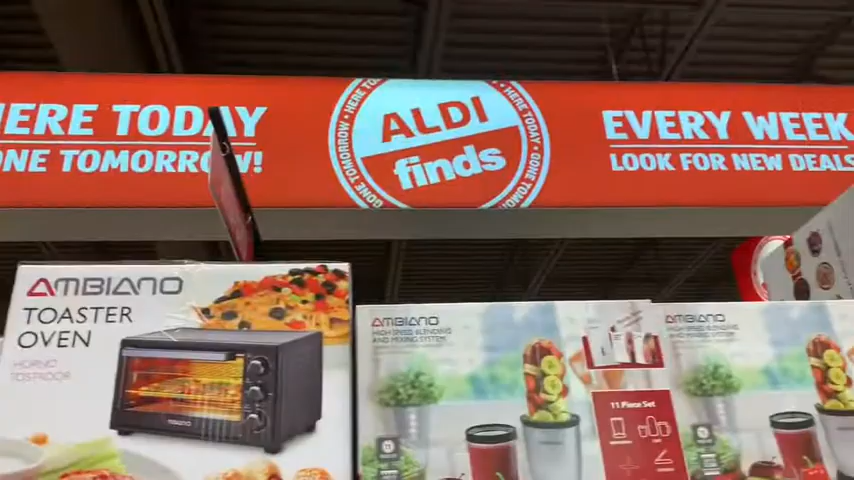 HERE TODAY
GONE TOMORROW!
HERE TODAY.
ALDI
finds
GONE TOMORROW.
EVERY WEEK
LOOK FOR NEW DEALS
AMBIANO
TOASTER
OVEN
HORNO
TOSTADOR
AMBIANO
HIGH SPEED BLENDING
AND MIXING SYSTEM
11 Piece Set
AMBIANO
HIGH SPEED BLENDING
AND MIXING SYSTEM